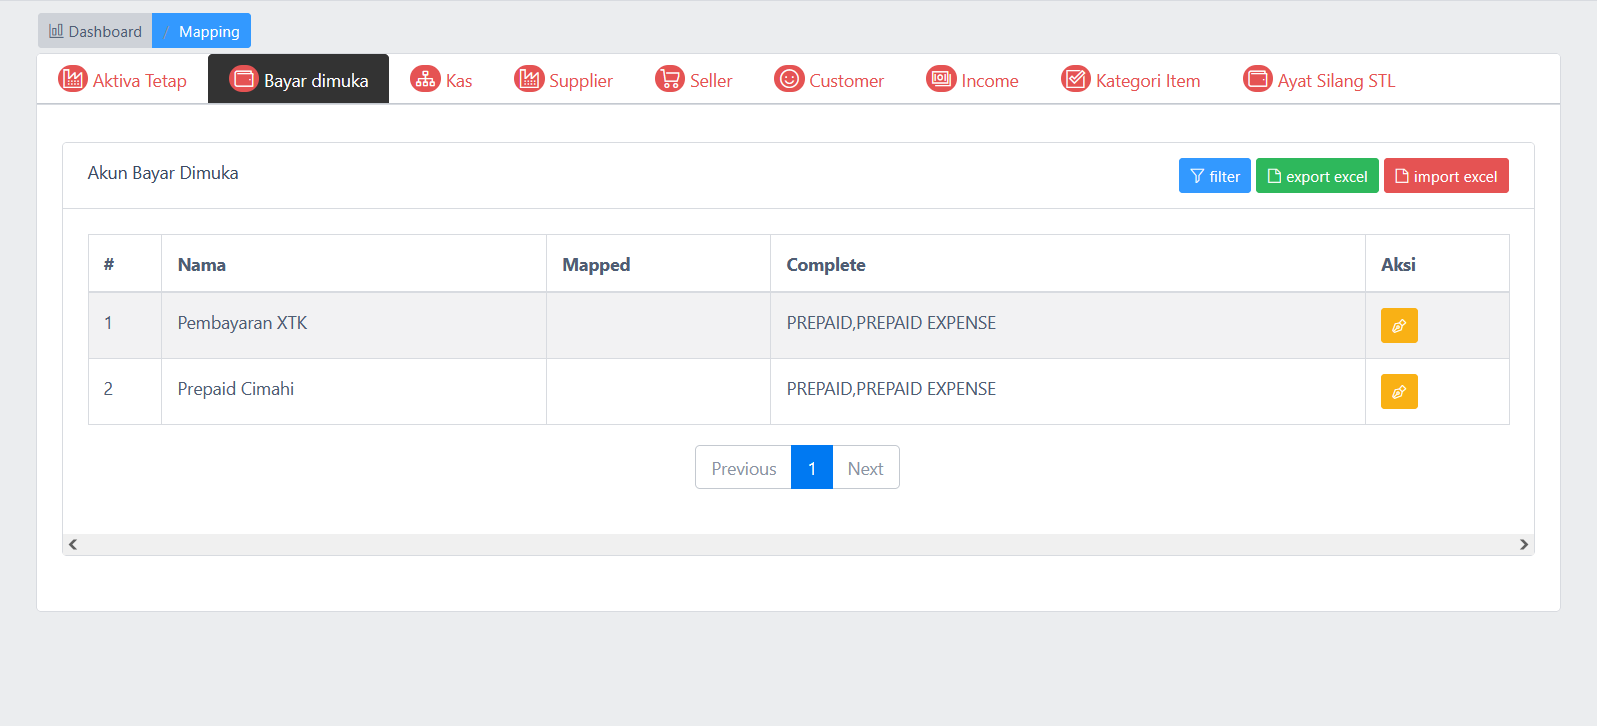 Dashboard / Mapping
Aktiva Tetap Bayar dimuka Kas Supplier Seller Customer Income Kategori Item Ayat Silang STL
Akun Bayar Dimuka filter export excel import excel
# Nama Mapped Complete Aksi
1 Pembayaran XTK PREPAID,PREPAID EXPENSE
2 Prepaid Cimahi PREPAID,PREPAID EXPENSE
Previous 1 Next